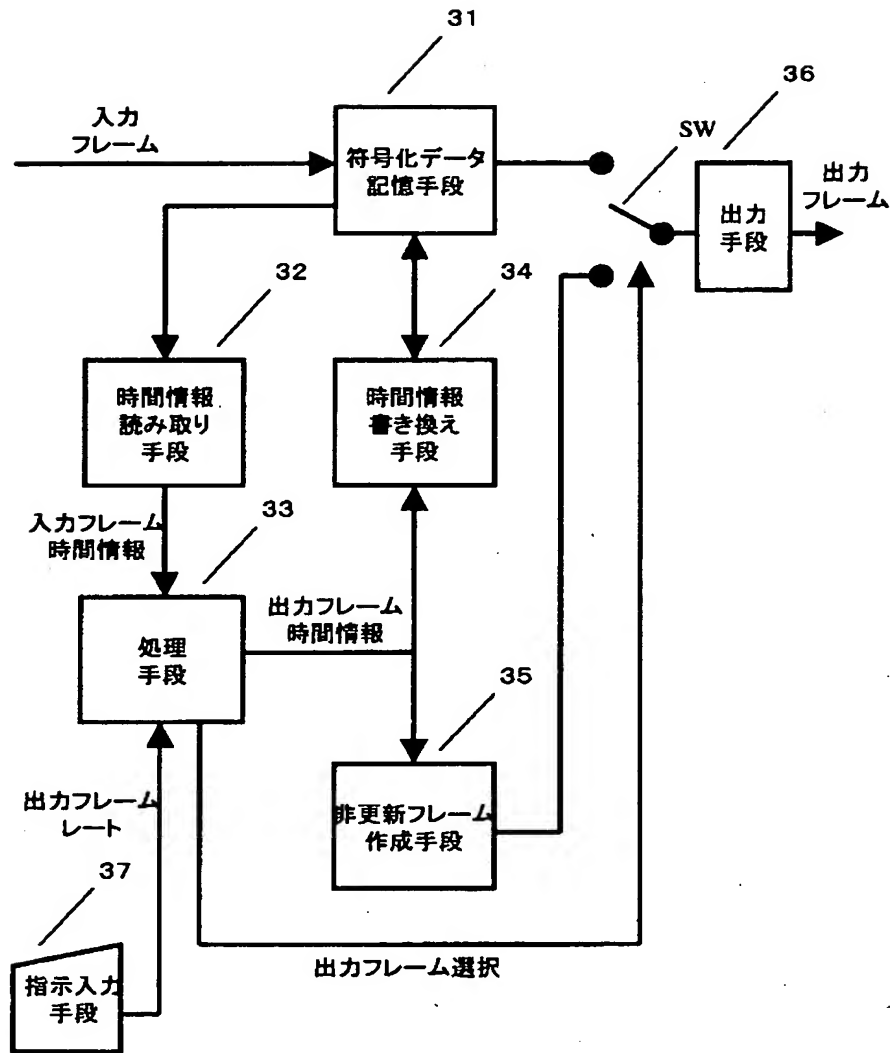 31
36
入力
フレーム
符号化データ
記憶手段
SW
出力
手段
出力
フレーム
32
34
時間情報
読み取り
手段
時間情報
書き換え
手段
入力フレーム
時間情報
33
処理
手段
出力フレーム
時間情報
35
出力フレーム
レート
非更新フレーム
作成手段
37
指示入力
手段
出力フレーム選択